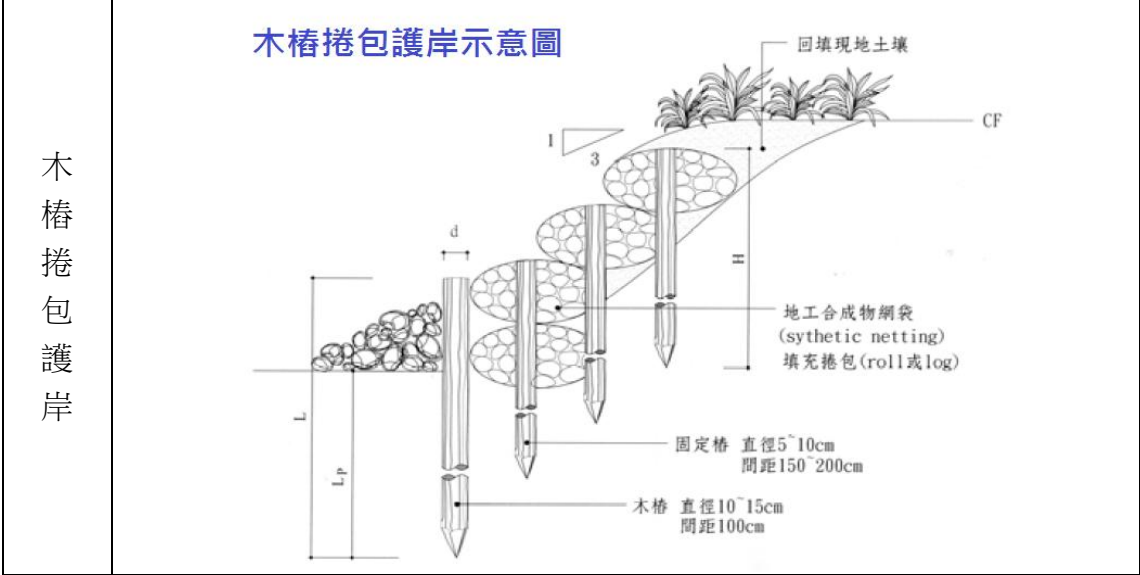 木樁捲包護岸
木樁捲包護岸示意圖
回填現地土壤
CF
1
3
d
H
地工合成物網袋
(sythetic netting)
填充捲包(roll或log)
L
Lp
固定樁 直徑5~10cm
間距150~200cm
木樁 直徑10~15cm
間距100cm